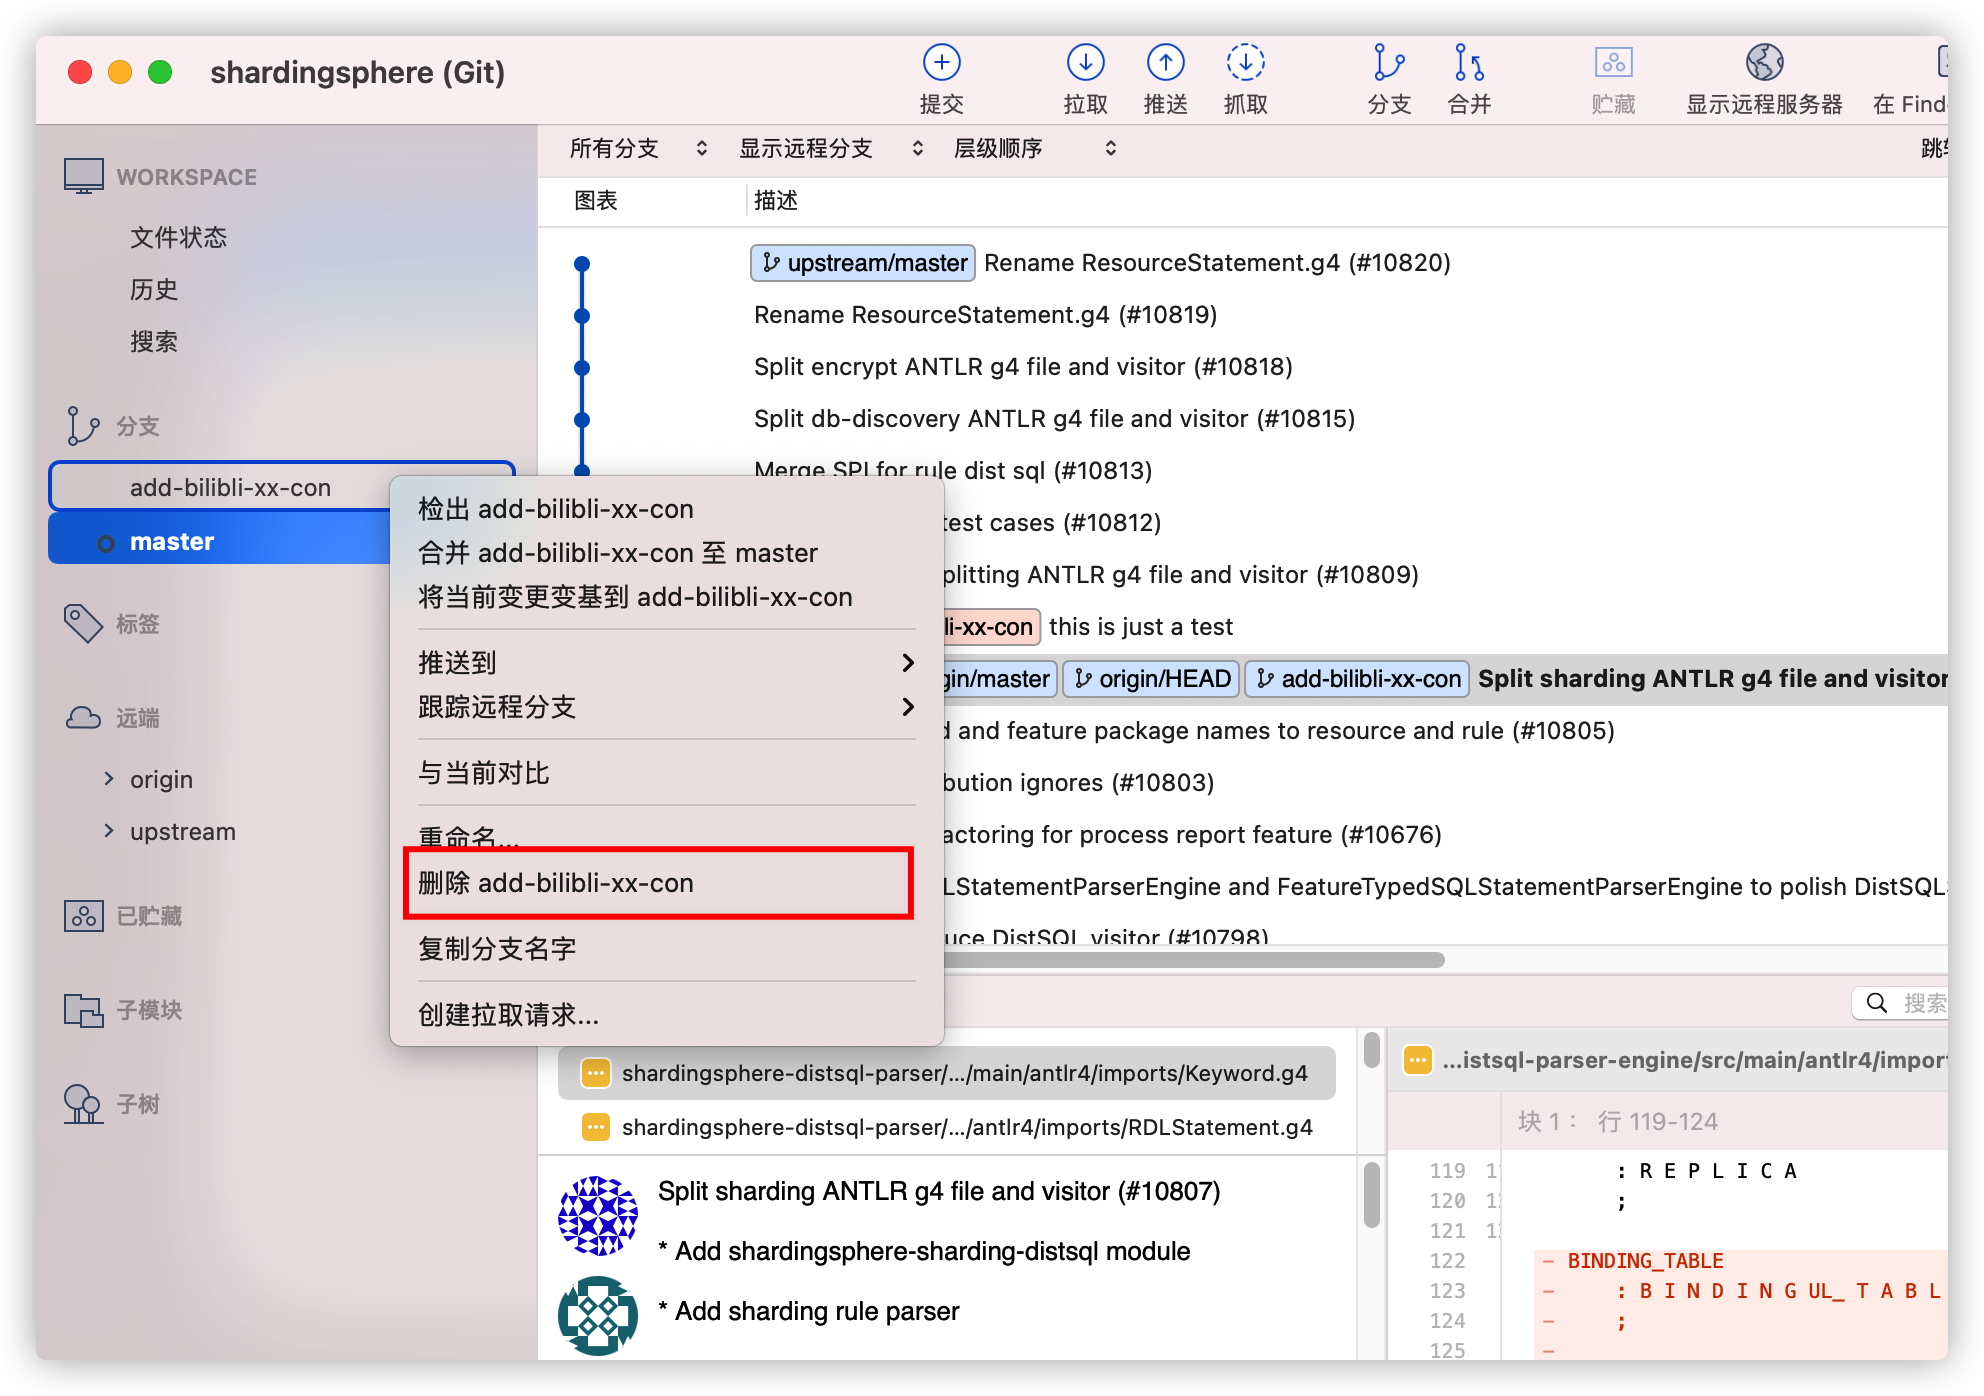 shardingsphere (Git)
提交
拉取
推送
抓取
分支
合并
贮藏
显示远程服务器
在 Find
WORKSPACE
文件状态
历史
搜索
分支
add-bilibli-xx-con
master
标签
远端
origin
upstream
已贮藏
子模块
子树
所有分支
显示远程分支
层级顺序
跳
图表
描述
upstream/master Rename ResourceStatement.g4 (#10820)
Rename ResourceStatement.g4 (#10819)
Split encrypt ANTLR g4 file and visitor (#10818)
Split db-discovery ANTLR g4 file and visitor (#10815)
Merge SPI for rule dist sql (#10813)
test cases (#10812)
plitting ANTLR g4 file and visitor (#10809)
li-xx-con this is just a test
gin/master origin/HEAD add-bilibli-xx-con Split sharding ANTLR g4 file and visitor
d and feature package names to resource and rule (#10805)
bution ignores (#10803)
actoring for process report feature (#10676)
LStatementParserEngine and FeatureTypedSQLStatementParserEngine to polish DistSQL
uce DistSQL visitor (#10798)
检出 add-bilibli-xx-con
合并 add-bilibli-xx-con 至 master
将当前变更变基到 add-bilibli-xx-con
推送到
跟踪远程分支
与当前对比
重命名...
删除 add-bilibli-xx-con
复制分支名字
创建拉取请求...
搜索
shardingsphere-distsql-parser/.../main/antlr4/imports/Keyword.g4
shardingsphere-distsql-parser/.../antlr4/imports/RDLStatement.g4
Split sharding ANTLR g4 file and visitor (#10807)
* Add shardingsphere-sharding-distsql module
* Add sharding rule parser
...istsql-parser-engine/src/main/antlr4/impor
块 1： 行 119-124
119 1 : R E P L I C A
120 1 ;
121 1
122 - BINDING_TABLE
123 - : B I N D I N G UL_ T A B L
124 - ;
125 -